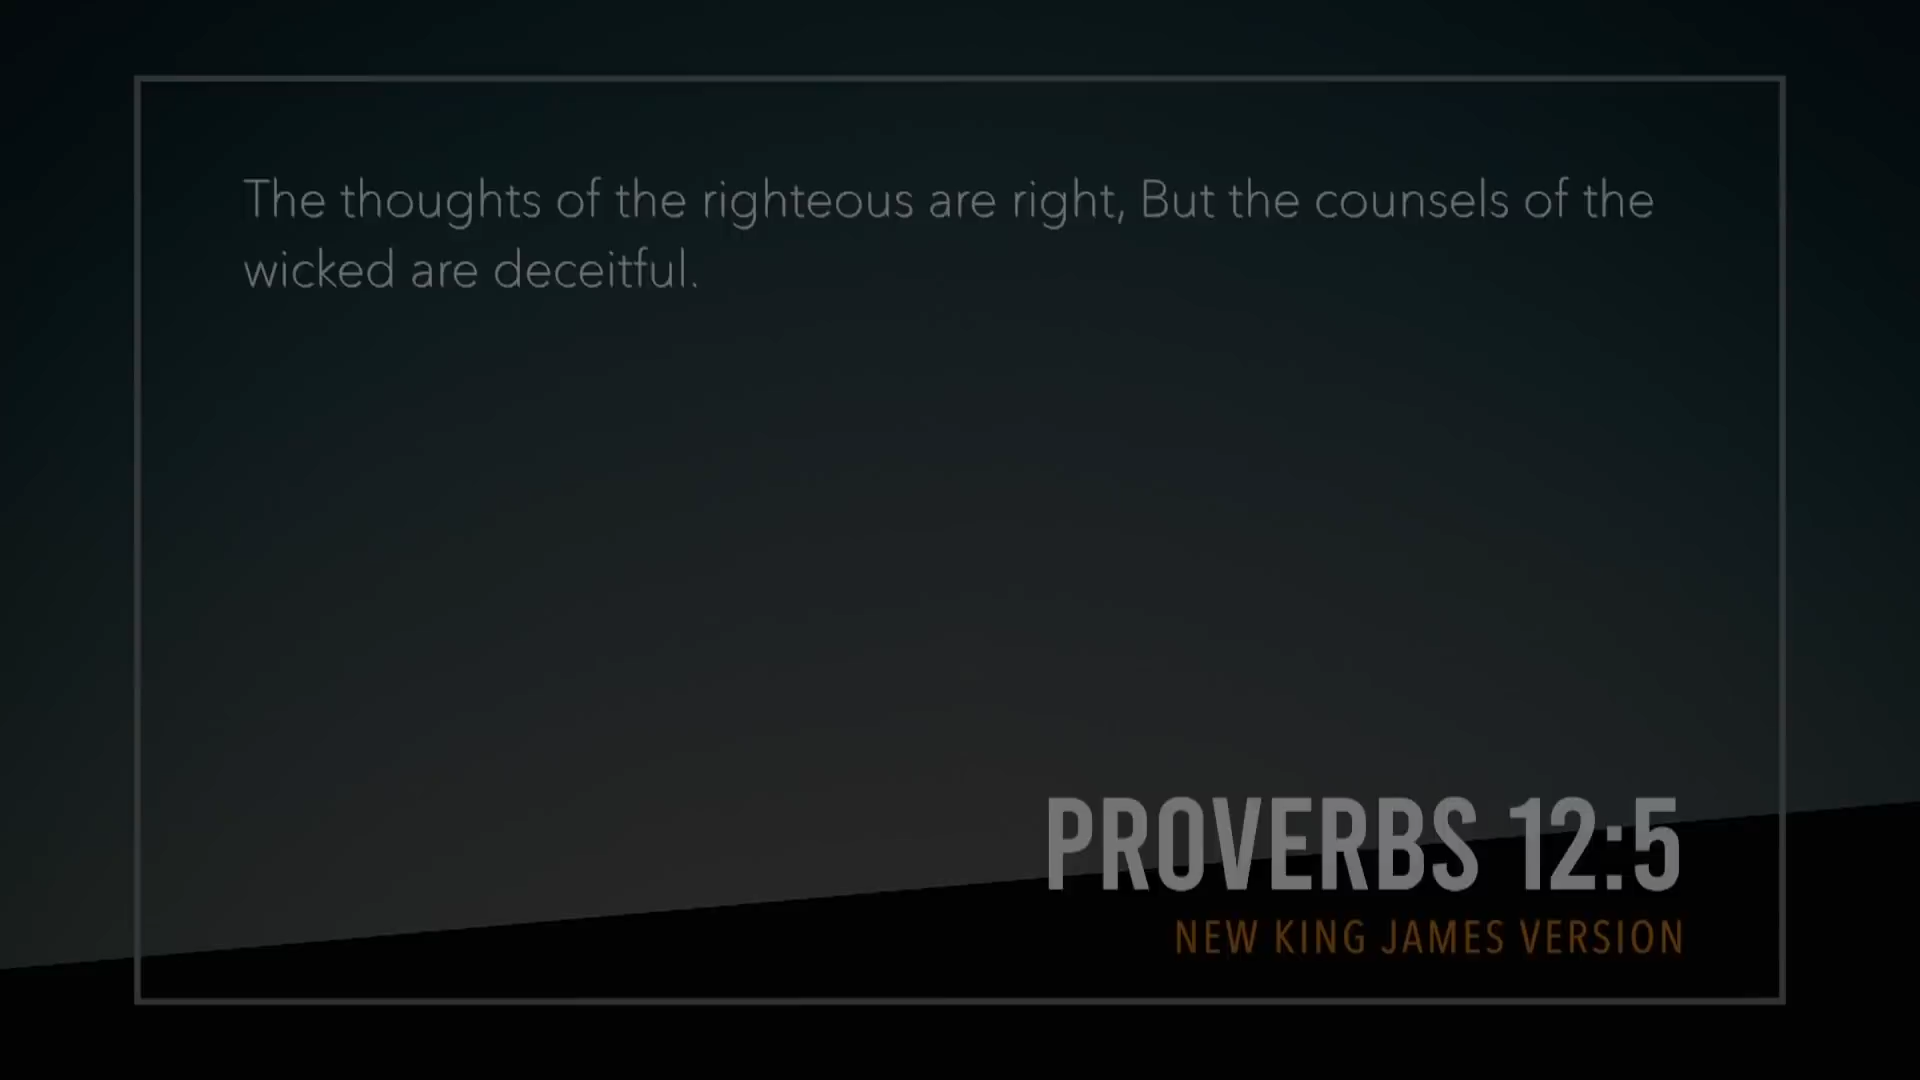 The thoughts of the righteous are right, But the counsels of the
wicked are deceitful.
PROVERBS 12:5
NEW KING JAMES VERSION